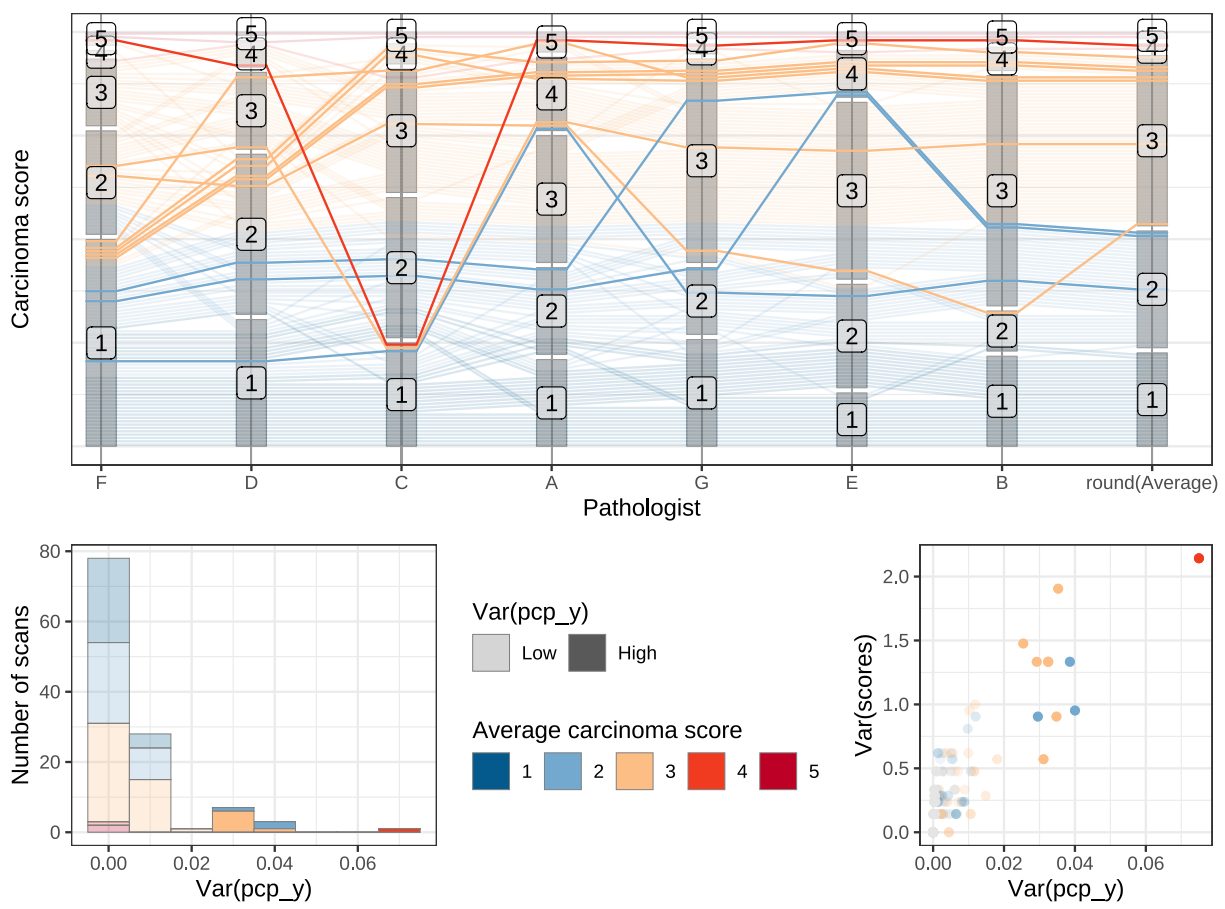 Carcinoma score
5 5 5 5 5 5 5
4 4 4 4 4 4
3 3 3 4 3 3 3 3
2 2 2 3 2 3 2 2
1 1 1 2 1 2 1 1
1 1
F D C A G E B round(Average)
Pathologist
Number of scans
80
60
40
20
0
0.00 0.02 0.04 0.06
Var(pcp_y)
Var(pcp_y)
Low High
Average carcinoma score
1 2 3 4 5
Var(scores)
2.0
1.5
1.0
0.5
0.0
0.00 0.02 0.04 0.06
Var(pcp_y)